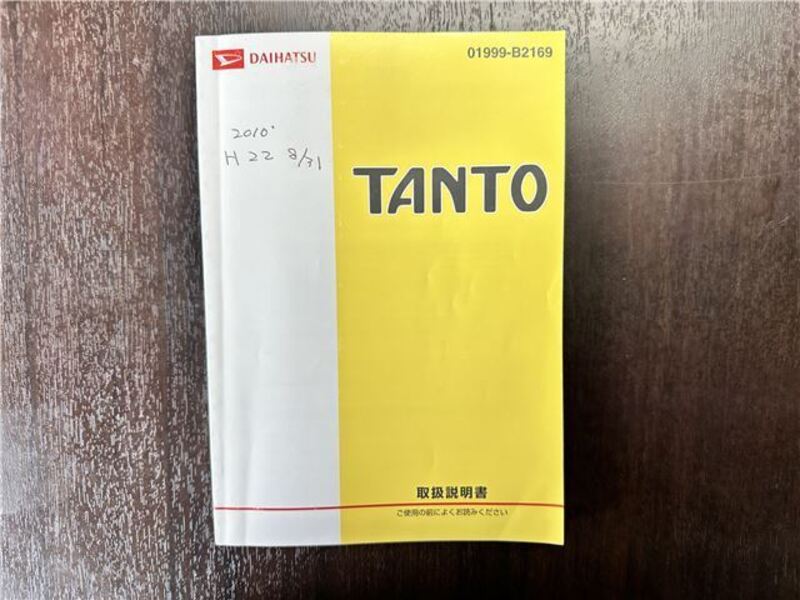 DAIHATSU
01999-B2169
2010'
H22 8/31
TANTO
取扱説明書
ご使用の前によくお読みください